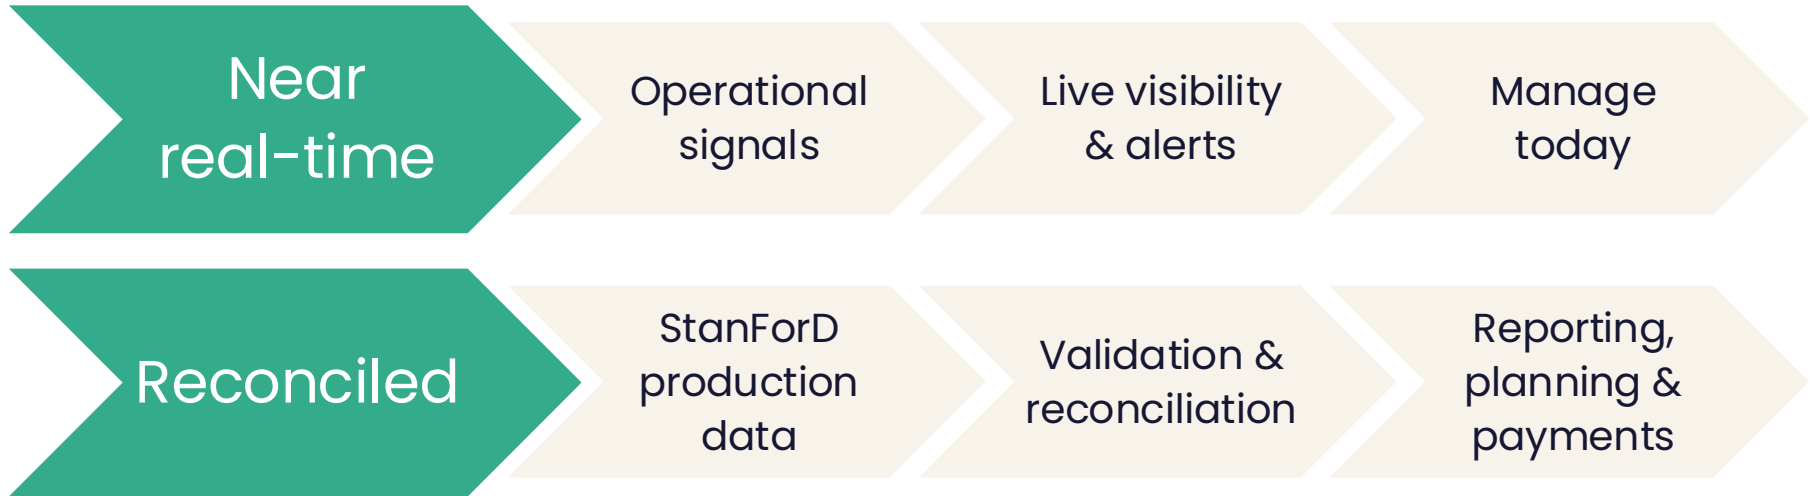 Near
real-time
Operational
signals
Live visibility
& alerts
Manage
today
Reconciled
StanForD
production
data
Validation &
reconciliation
Reporting,
planning &
payments